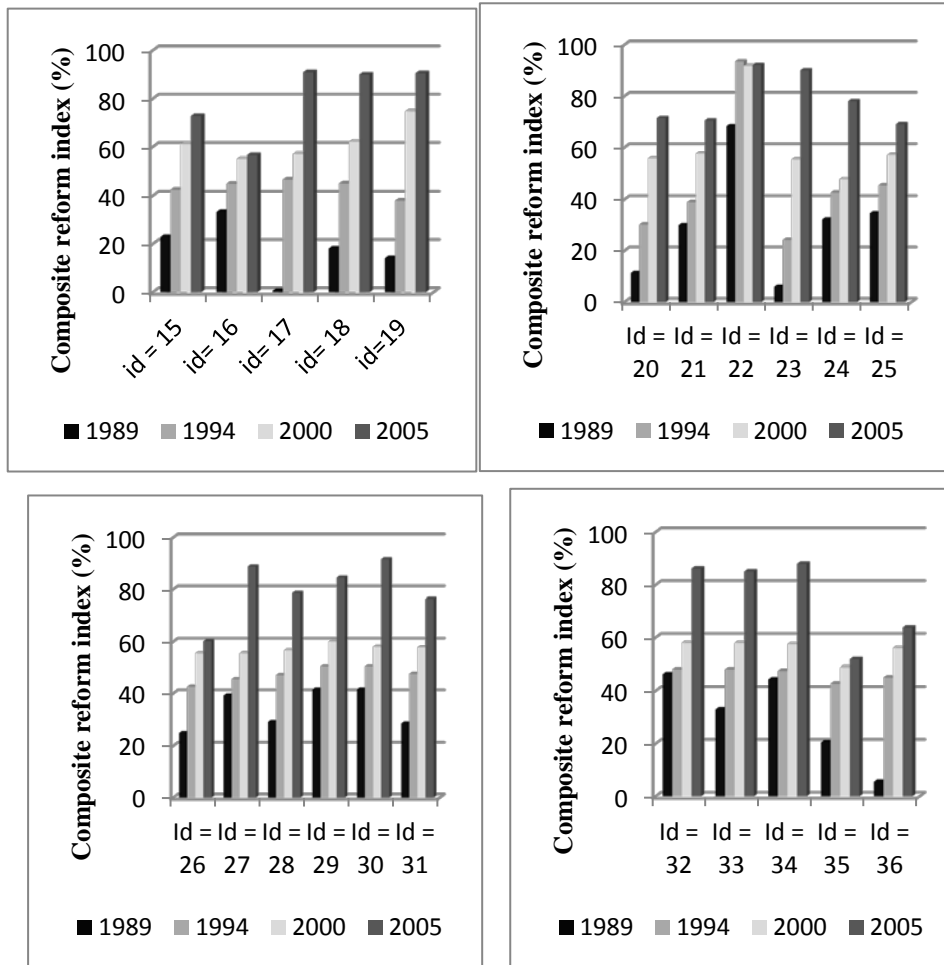 Composite reform index (%)
100
80
60
40
20
0
id = 15
id= 16
id= 17
id= 18
id=19
1989 1994 2000 2005
Composite reform index (%)
100
80
60
40
20
0
Id = Id = Id = Id = Id = Id =
20 21 22 23 24 25
1989 1994 2000 2005
Composite reform index (%)
100
80
60
40
20
0
Id = Id = Id = Id = Id = Id =
26 27 28 29 30 31
1989 1994 2000 2005
Composite reform index (%)
100
80
60
40
20
0
Id = Id = Id = Id = Id =
32 33 34 35 36
1989 1994 2000 2005